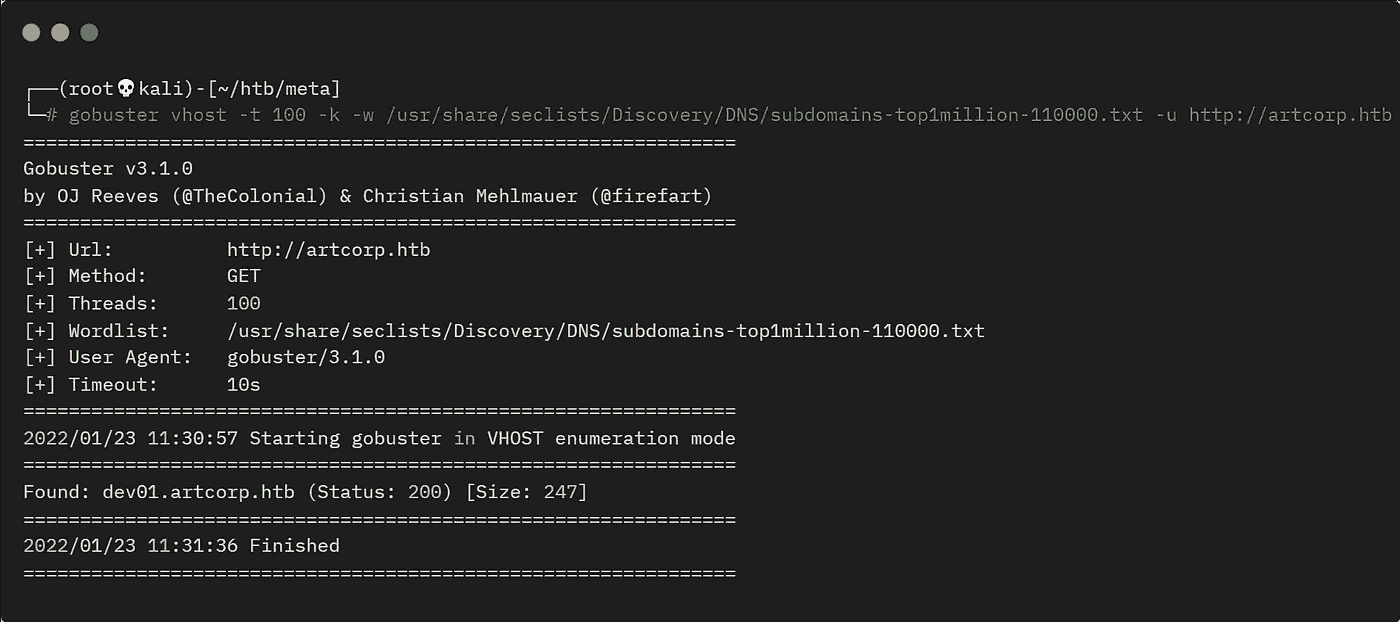 ┌──(root💀kali)-[~/htb/meta]
└─# gobuster vhost -t 100 -k -w /usr/share/seclists/Discovery/DNS/subdomains-top1million-110000.txt -u http://artcorp.htb
===============================================================
Gobuster v3.1.0
by OJ Reeves (@TheColonial) & Christian Mehlmauer (@firefart)
===============================================================
[+] Url:          http://artcorp.htb
[+] Method:       GET
[+] Threads:      100
[+] Wordlist:     /usr/share/seclists/Discovery/DNS/subdomains-top1million-110000.txt
[+] User Agent:   gobuster/3.1.0
[+] Timeout:      10s
===============================================================
2022/01/23 11:30:57 Starting gobuster in VHOST enumeration mode
===============================================================
Found: dev01.artcorp.htb (Status: 200) [Size: 247]
===============================================================
2022/01/23 11:31:36 Finished
===============================================================